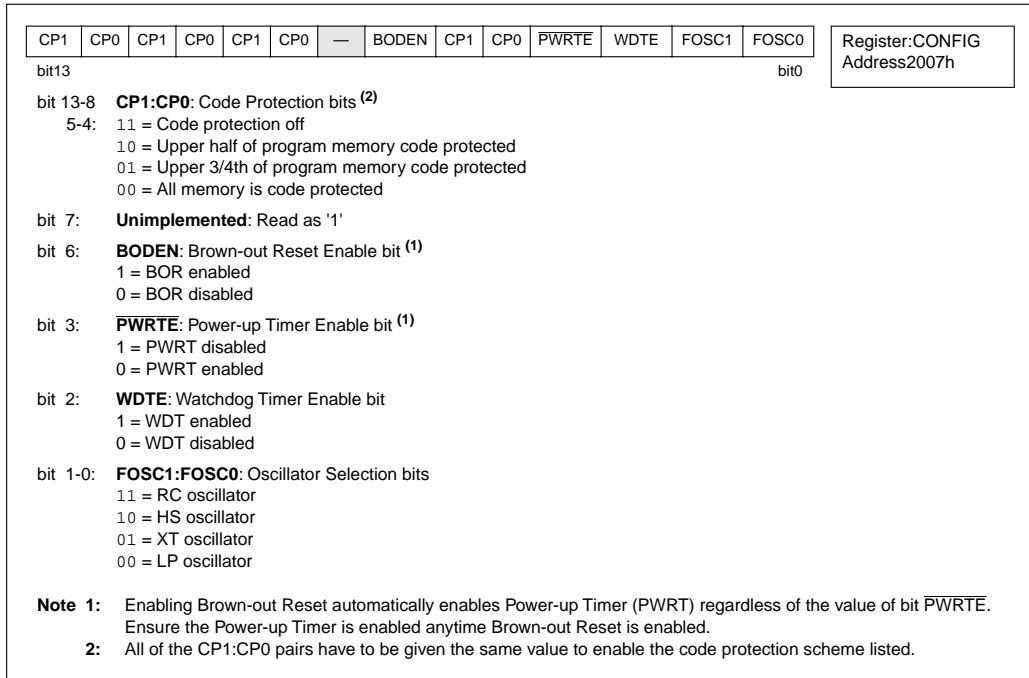 CP1 CP0 CP1 CP0 CP1 CP0 — BODEN CP1 CP0 PWRTE WDTE FOSC1 FOSC0
Register:CONFIG
Address2007h
bit13 bit0
bit 13-8 CP1:CP0: Code Protection bits (2)
5-4: 11 = Code protection off
10 = Upper half of program memory code protected
01 = Upper 3/4th of program memory code protected
00 = All memory is code protected
bit 7: Unimplemented: Read as '1'
bit 6: BODEN: Brown-out Reset Enable bit (1)
1 = BOR enabled
0 = BOR disabled
bit 3: PWRTE: Power-up Timer Enable bit (1)
1 = PWRT disabled
0 = PWRT enabled
bit 2: WDTE: Watchdog Timer Enable bit
1 = WDT enabled
0 = WDT disabled
bit 1-0: FOSC1:FOSC0: Oscillator Selection bits
11 = RC oscillator
10 = HS oscillator
01 = XT oscillator
00 = LP oscillator
Note 1: Enabling Brown-out Reset automatically enables Power-up Timer (PWRT) regardless of the value of bit PWRTE.
Ensure the Power-up Timer is enabled anytime Brown-out Reset is enabled.
2: All of the CP1:CP0 pairs have to be given the same value to enable the code protection scheme listed.